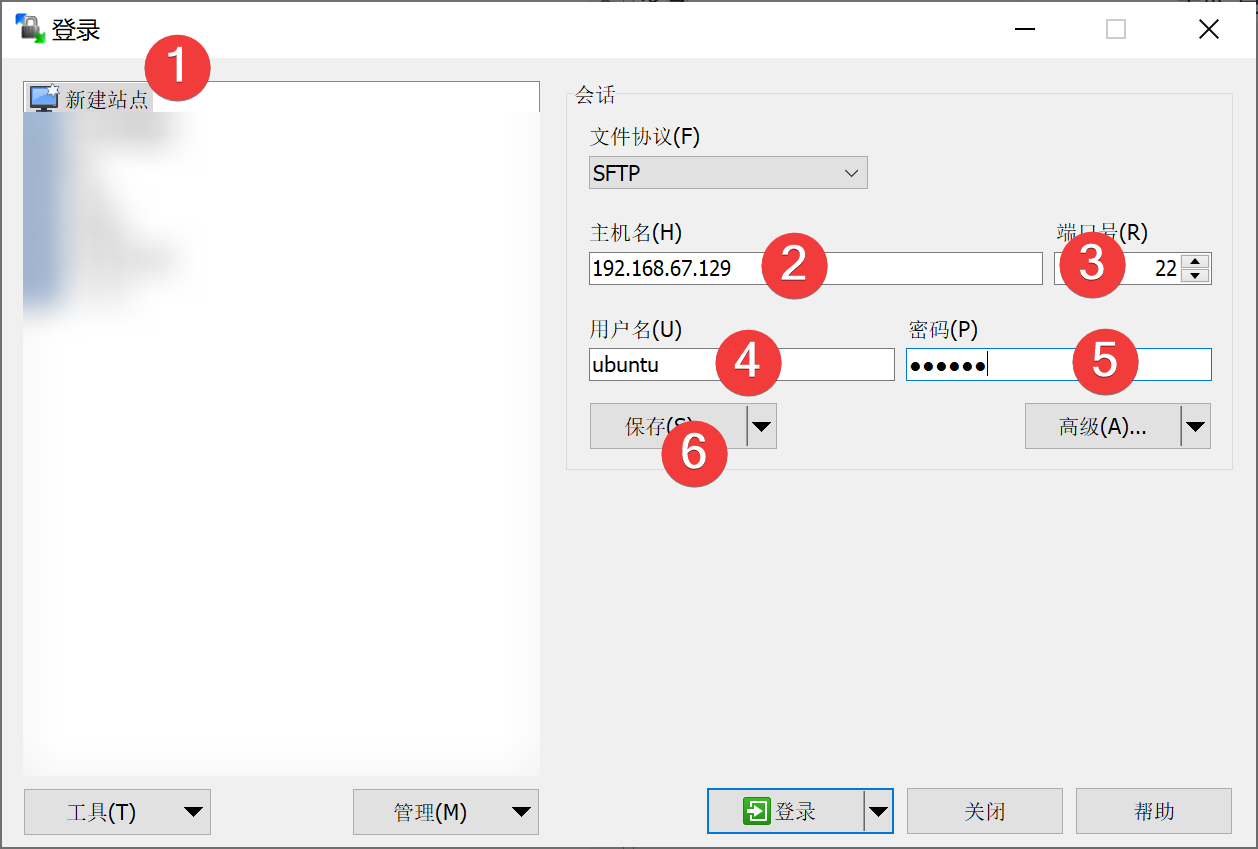 登录
1
新建站点
会话
文件协议(F)
SFTP
主机名(H)
端口号(R)
192.168.67.129
2
3
22
用户名(U)
密码(P)
ubuntu
4
●●●●●●
5
保存(S)
高级(A)...
6
工具(T)
管理(M)
登录
关闭
帮助